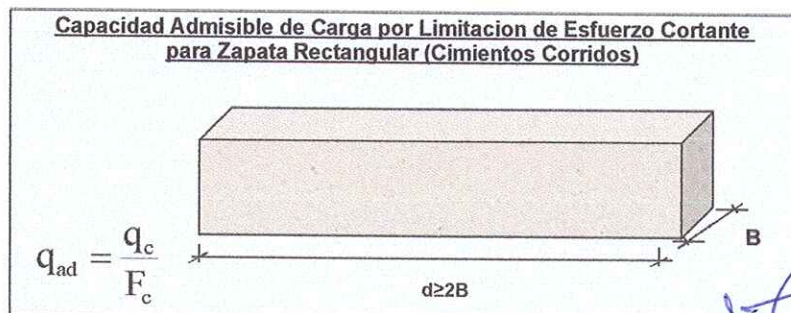 Capacidad Admisible de Carga por Limitacion de Esfuerzo Cortante
para Zapata Rectangular (Cimientos Corridos)
q_ad = q_c / F_c
B
d≥2B